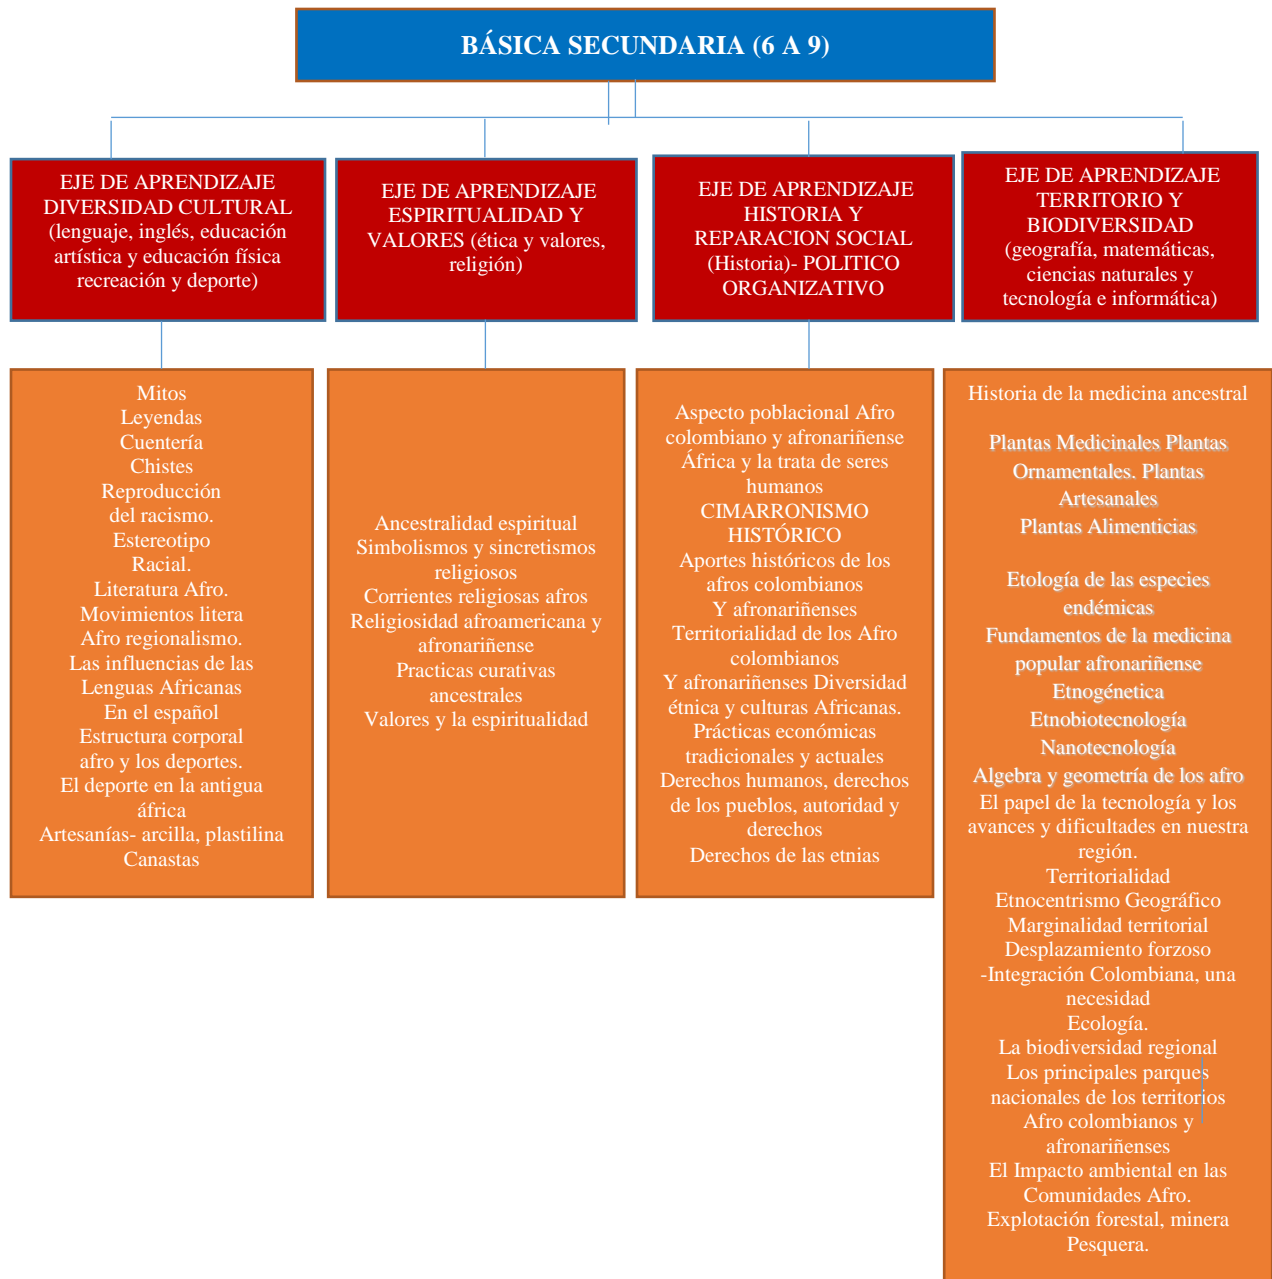 BÁSICA SECUNDARIA (6 A 9)
EJE DE APRENDIZAJE
DIVERSIDAD CULTURAL
(lenguaje, inglés, educación
artística y educación física
recreación y deporte)
EJE DE APRENDIZAJE
ESPIRITUALIDAD Y
VALORES (ética y valores,
religión)
EJE DE APRENDIZAJE
HISTORIA Y
REPARACION SOCIAL
(Historia)- POLITICO
ORGANIZATIVO
EJE DE APRENDIZAJE
TERRITORIO Y
BIODIVERSIDAD
(geografía, matemáticas,
ciencias naturales y
tecnología e informática)
Mitos
Leyendas
Cuentería
Chistes
Reproducción
del racismo.
Estereotipo
Racial.
Literatura Afro.
Movimientos litera
Afro regionalismo.
Las influencias de las
Lenguas Africanas
En el español
Estructura corporal
afro y los deportes.
El deporte en la antigua
áfrica
Artesanías- arcilla, plastilina
Canastas
Ancestralidad espiritual
Simbolismos y sincretismos
religiosos
Corrientes religiosas afros
Religiosidad afroamericana y
afronariñense
Practicas curativas
ancestrales
Valores y la espiritualidad
Aspecto poblacional Afro
colombiano y afronariñense
África y la trata de seres
humanos
CIMARRONISMO
HISTÓRICO
Aportes históricos de los
afros colombianos
Y afronariñenses
Territorialidad de los Afro
colombianos
Y afronariñenses Diversidad
étnica y culturas Africanas.
Prácticas económicas
tradicionales y actuales
Derechos humanos, derechos
de los pueblos, autoridad y
derechos
Derechos de las etnias
Historia de la medicina ancestral
Plantas Medicinales Plantas
Ornamentales. Plantas
Artesanales
Plantas Alimenticias
Etología de las especies
endémicas
Fundamentos de la medicina
popular afronariñense
Etnogénetica
Etnobiotecnología
Nanotecnología
Algebra y geometría de los afro
El papel de la tecnología y los
avances y dificultades en nuestra
región.
Territorialidad
Etnocentrismo Geográfico
Marginalidad territorial
Desplazamiento forzoso
-Integración Colombiana, una
necesidad
Ecología.
La biodiversidad regional
Los principales parques
nacionales de los territorios
Afro colombianos y
afronariñenses
El Impacto ambiental en las
Comunidades Afro.
Explotación forestal, minera
Pesquera.